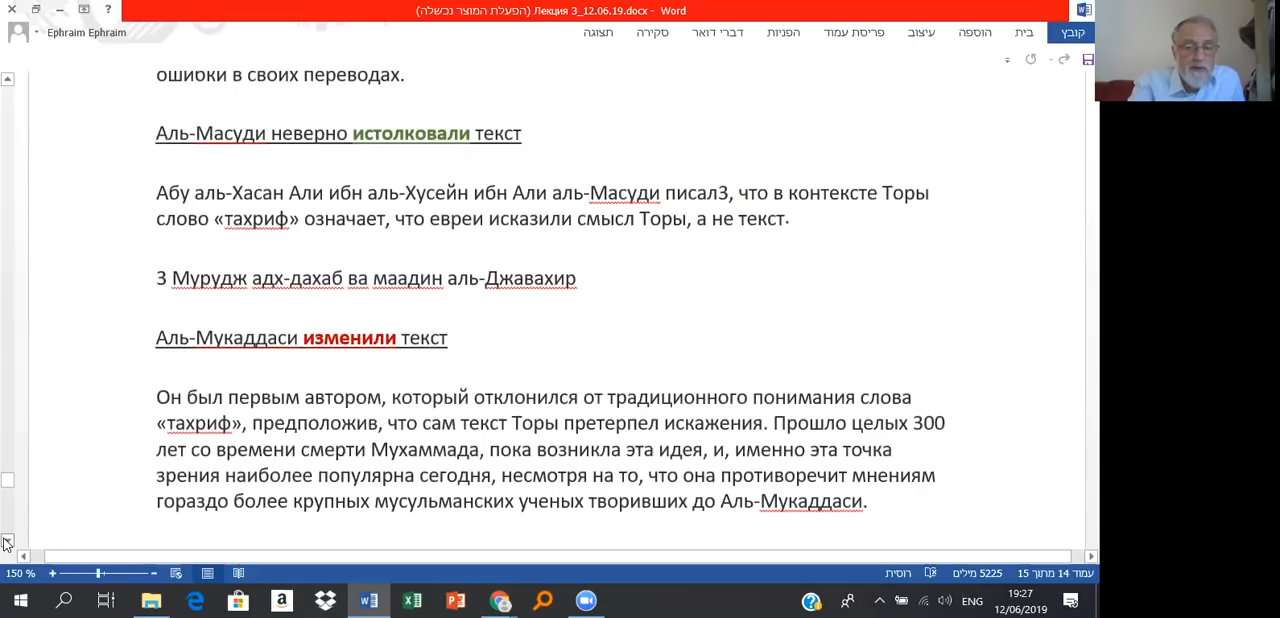 Лекция 3_12.06.19.docx - Word (הפעלת המוצר נכשלה)
Ephraim Ephraim
קובץ בית הוספה עיצוב פריסת עמוד הפניות דברי דואר סקירה תצוגה
ошибки в своих переводах.
Аль-Масуди неверно истолковали текст
Абу аль-Хасан Али ибн аль-Хусейн ибн Али аль-Масуди писал3, что в контексте Торы
слово «тахриф» означает, что евреи исказили смысл Торы, а не текст.
3 Мурудж адх-дахаб ва маадин аль-Джавахир
Аль-Мукаддаси изменили текст
Он был первым автором, который отклонился от традиционного понимания слова
«тахриф», предположив, что сам текст Торы претерпел искажения. Прошло целых 300
лет со времени смерти Мухаммада, пока возникла эта идея, и, именно эта точка
зрения наиболее популярна сегодня, несмотря на то, что она противоречит мнениям
гораздо более крупных мусульманских ученых творивших до Аль-Мукаддаси.
150 %
עמוד 14 מתוך 15 5225 מילים רוסית
ENG
19:27
12/06/2019